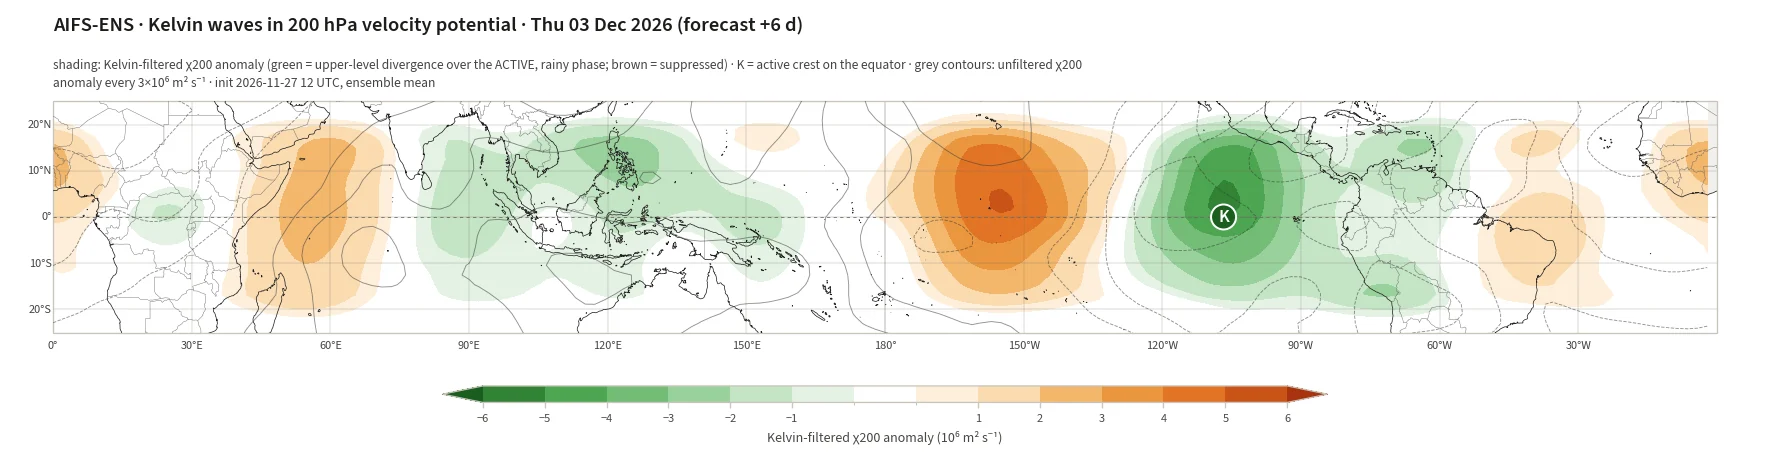 AIFS-ENS · Kelvin waves in 200 hPa velocity potential · Thu 03 Dec 2026 (forecast +6 d)
shading: Kelvin-filtered χ200 anomaly (green = upper-level divergence over the ACTIVE, rainy phase; brown = suppressed) · K = active crest on the equator · grey contours: unfiltered χ200
anomaly every 3×10⁶ m² s⁻¹ · init 2026-11-27 12 UTC, ensemble mean
20°N
10°N
0°
10°S
20°S
K
0° 30°E 60°E 90°E 120°E 150°E 180° 150°W 120°W 90°W 60°W 30°W
−6 −5 −4 −3 −2 −1 1 2 3 4 5 6
Kelvin-filtered χ200 anomaly (10⁶ m² s⁻¹)